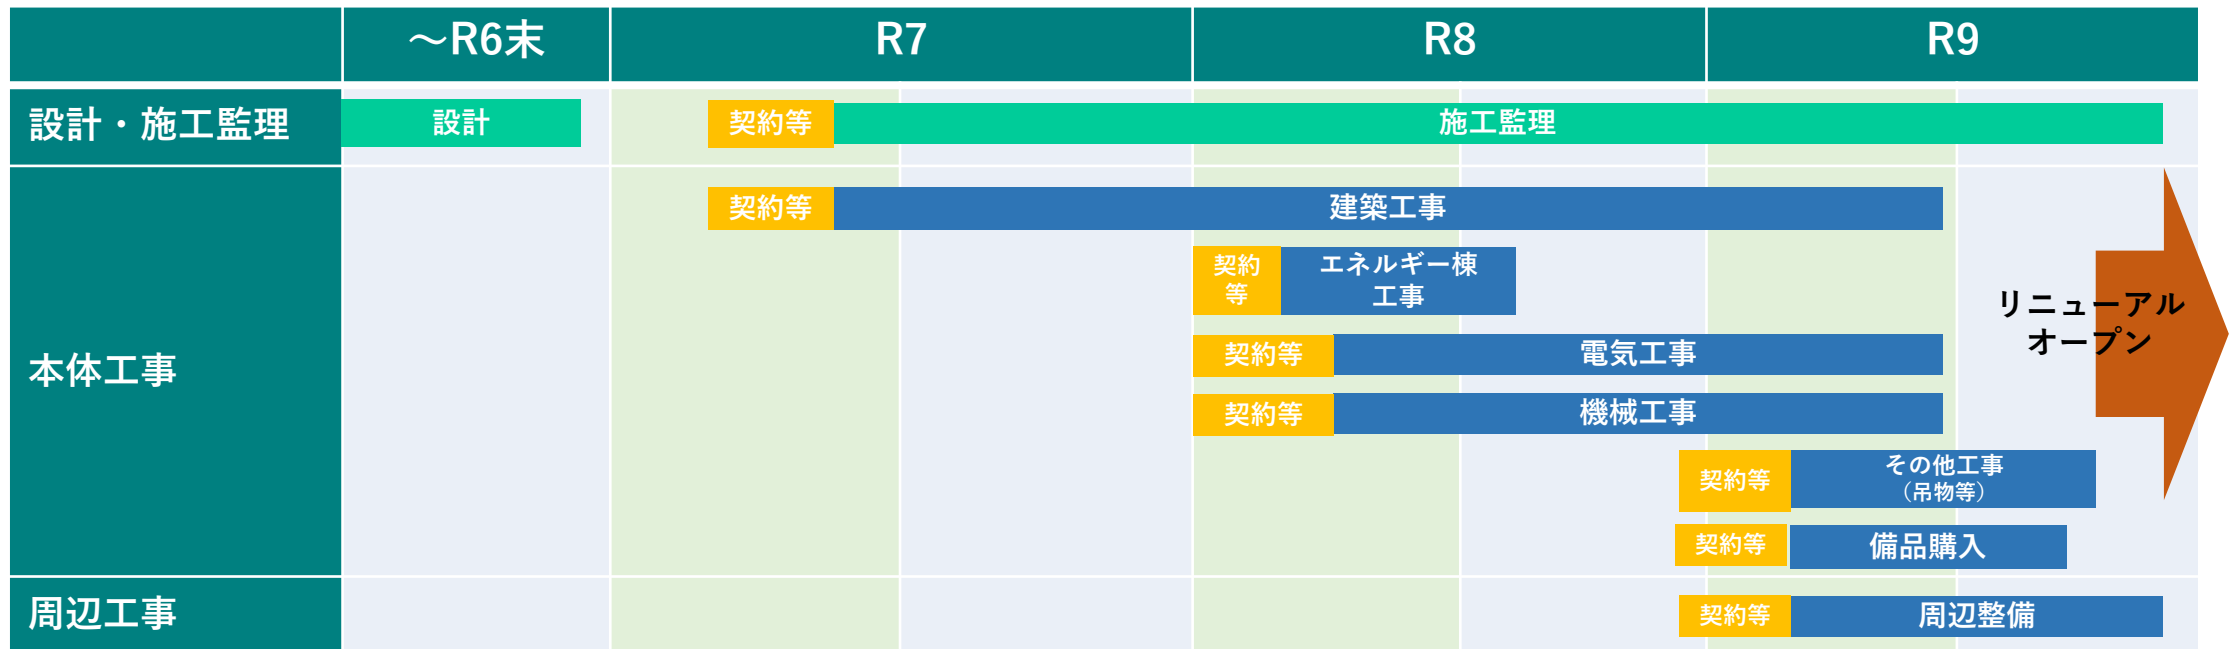 ～R6末
R7
R8
R9
設計・施工監理
設計
契約等
施工監理
本体工事
契約等
建築工事
契約
等
エネルギー棟
工事
契約等
電気工事
契約等
機械工事
契約等
その他工事
（吊物等）
契約等
備品購入
リニューアル
オープン
周辺工事
契約等
周辺整備